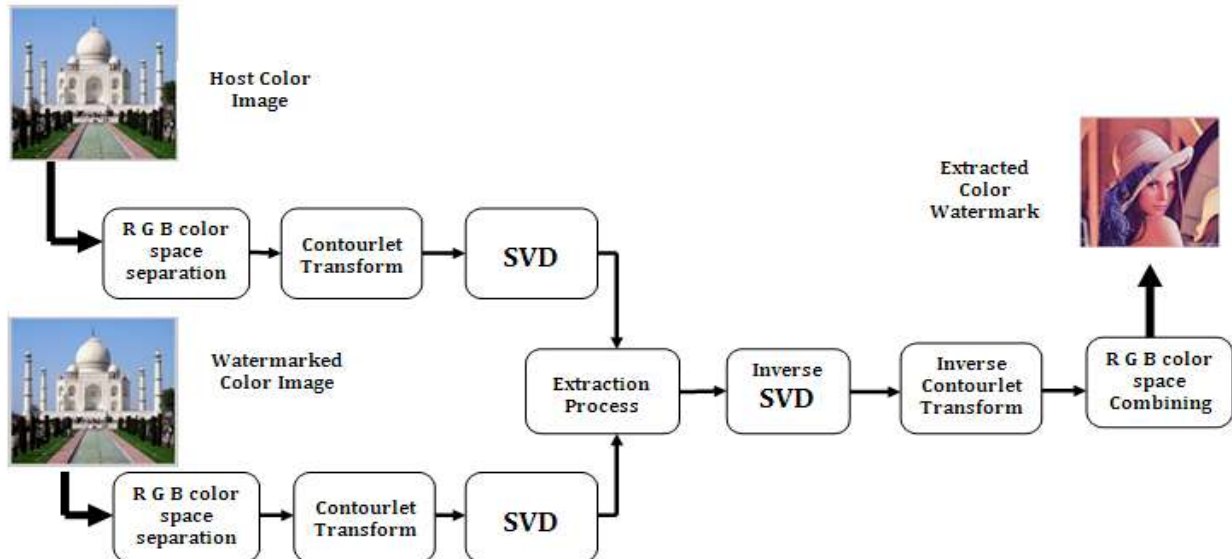 Host Color
Image
R G B color
space
separation
Contourlet
Transform
SVD
Watermarked
Color Image
R G B color
space
separation
Contourlet
Transform
SVD
Extraction
Process
Inverse
SVD
Inverse
Contourlet
Transform
R G B color
space
Combining
Extracted
Color
Watermark